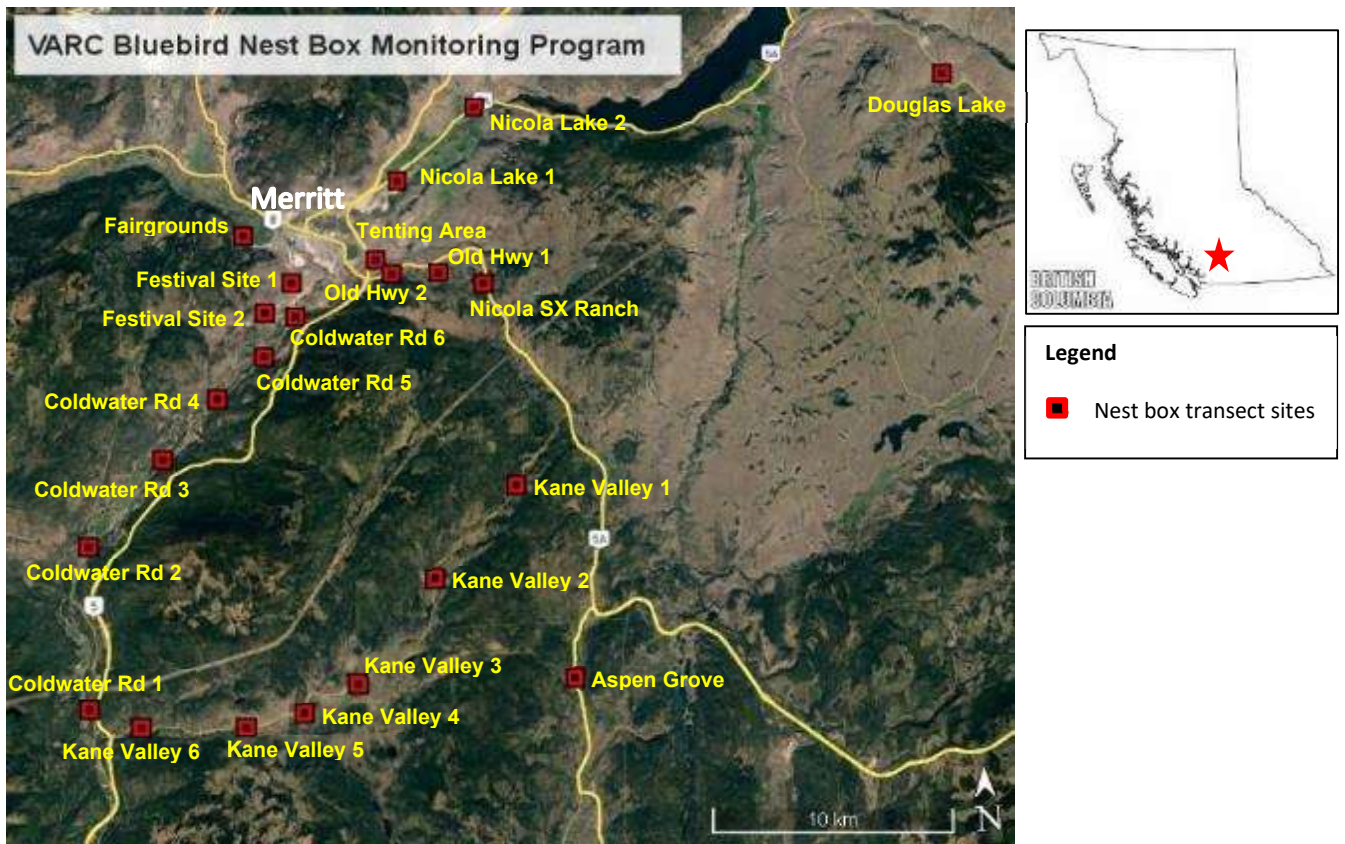 VARC Bluebird Nest Box Monitoring Program
5A
Douglas Lake
Nicola Lake 2
Nicola Lake 1
Merritt
Fairgrounds
Tenting Area
Old Hwy 1
Festival Site 1
Old Hwy 2
Nicola SX Ranch
Festival Site 2
Coldwater Rd 6
Coldwater Rd 5
Coldwater Rd 4
Coldwater Rd 3
Kane Valley 1
5A
Coldwater Rd 2
Kane Valley 2
5
Kane Valley 3
Coldwater Rd 1
Aspen Grove
Kane Valley 4
Kane Valley 6
Kane Valley 5
10 km
N
BRITISH
COLUMBIA
Legend
Nest box transect sites